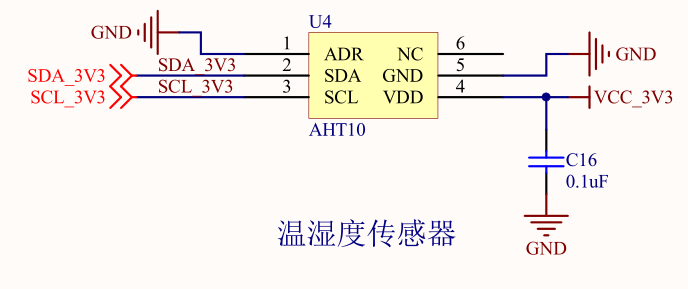 U4
GND
1
ADR
NC
6
SDA_3V3
SDA_3V3
2
SDA
GND
5
GND
SCL_3V3
SCL_3V3
3
SCL
VDD
4
VCC_3V3
AHT10
C16
0.1uF
温湿度传感器
GND